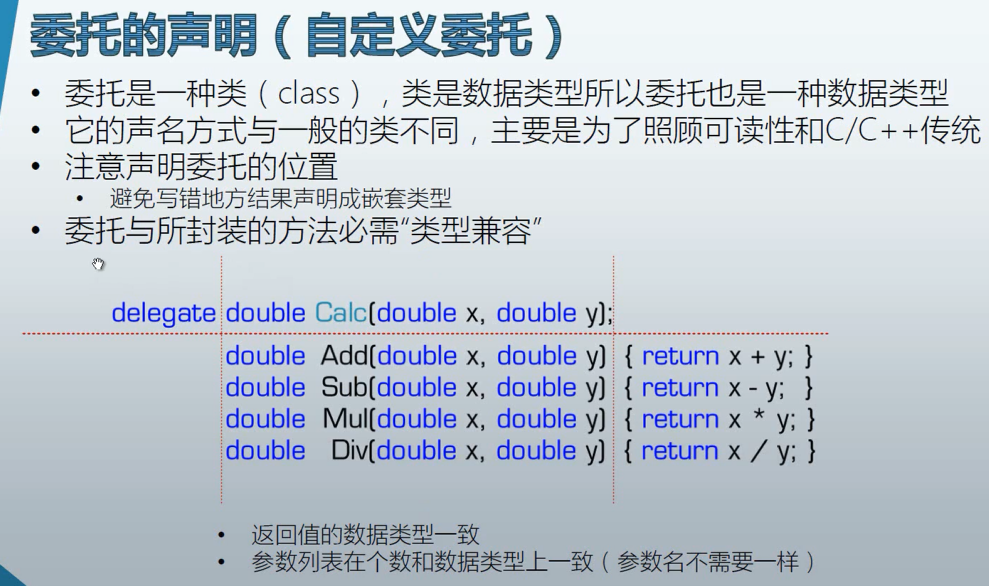 委托的声明（自定义委托）
• 委托是一种类（class），类是数据类型所以委托也是一种数据类型
• 它的声名方式与一般的类不同，主要是为了照顾可读性和C/C++传统
• 注意声明委托的位置
• 避免写错地方结果声明成嵌套类型
• 委托与所封装的方法必需“类型兼容”
delegate double Calc(double x, double y);
double Add(double x, double y) { return x + y; }
double Sub(double x, double y) { return x - y; }
double Mul(double x, double y) { return x * y; }
double Div(double x, double y) { return x / y; }
• 返回值的数据类型一致
• 参数列表在个数和数据类型上一致（参数名不需要一样）